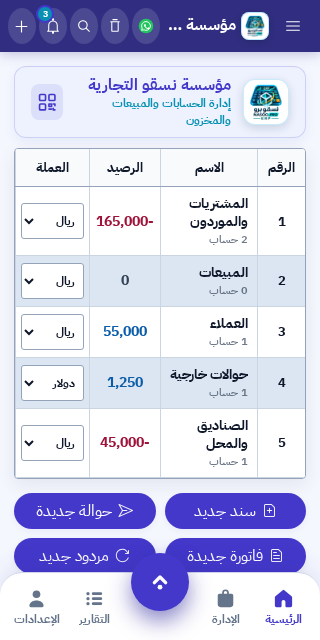 مؤسسة ...
3
مؤسسة نسقو التجارية
إدارة الحسابات والمبيعات
والمخزون
الرقم الاسم الرصيد العملة
1 المشتريات والموردون -165,000 ريال
2 حساب
2 المبيعات 0 ريال
0 حساب
3 العملاء 55,000 ريال
1 حساب
4 حوالات خارجية 1,250 دولار
1 حساب
5 الصناديق والمحل -45,000 ريال
1 حساب
سند جديد حوالة جديدة
فاتورة جديدة مردود جديد
الرئيسية الإدارة التقارير الإعدادات